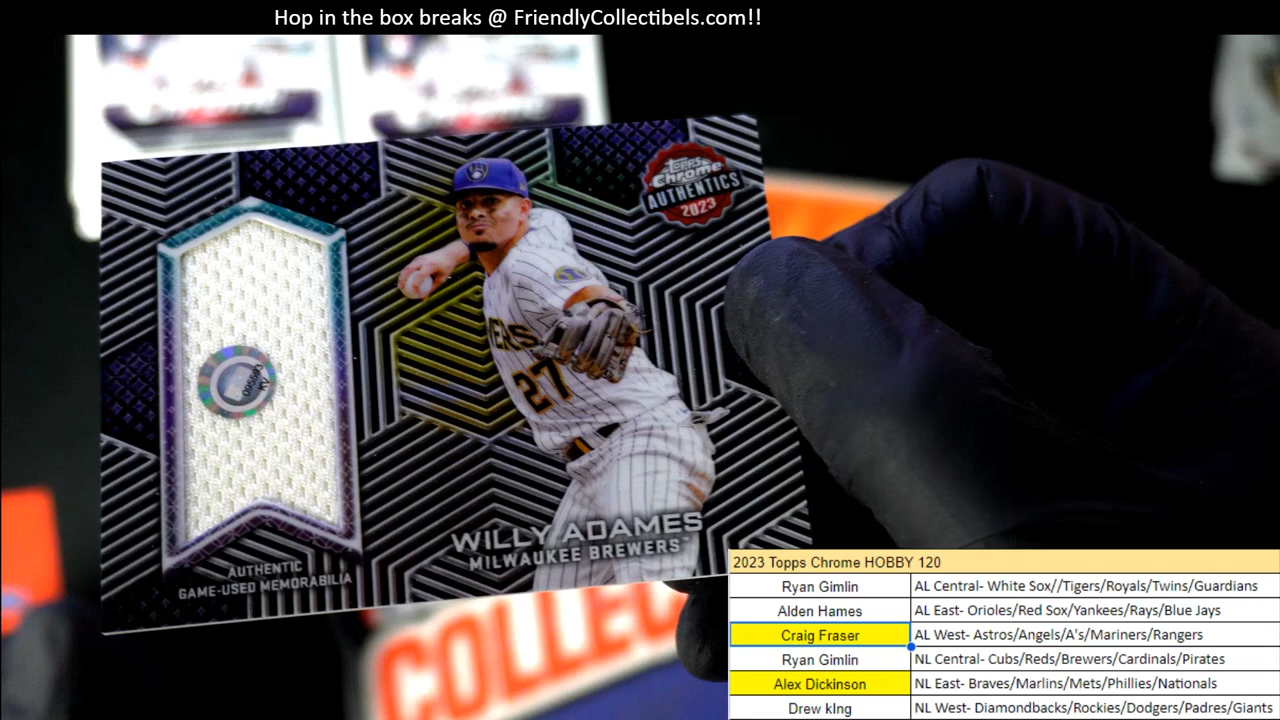 Hop in the box breaks @ FriendlyCollectibels.com!!
TOPPS
Chrome
AUTHENTICS
2023
ERS
27
WILLY ADAMES
MILWAUKEE BREWERS™
AUTHENTIC
GAME-USED MEMORABILIA
COLLEC
2023 Topps Chrome HOBBY 120
Ryan Gimlin AL Central- White Sox//Tigers/Royals/Twins/Guardians
Alden Hames AL East- Orioles/Red Sox/Yankees/Rays/Blue Jays
Craig Fraser AL West- Astros/Angels/A's/Mariners/Rangers
Ryan Gimlin NL Central- Cubs/Reds/Brewers/Cardinals/Pirates
Alex Dickinson NL East- Braves/Marlins/Mets/Phillies/Nationals
Drew kIng NL West- Diamondbacks/Rockies/Dodgers/Padres/Giants